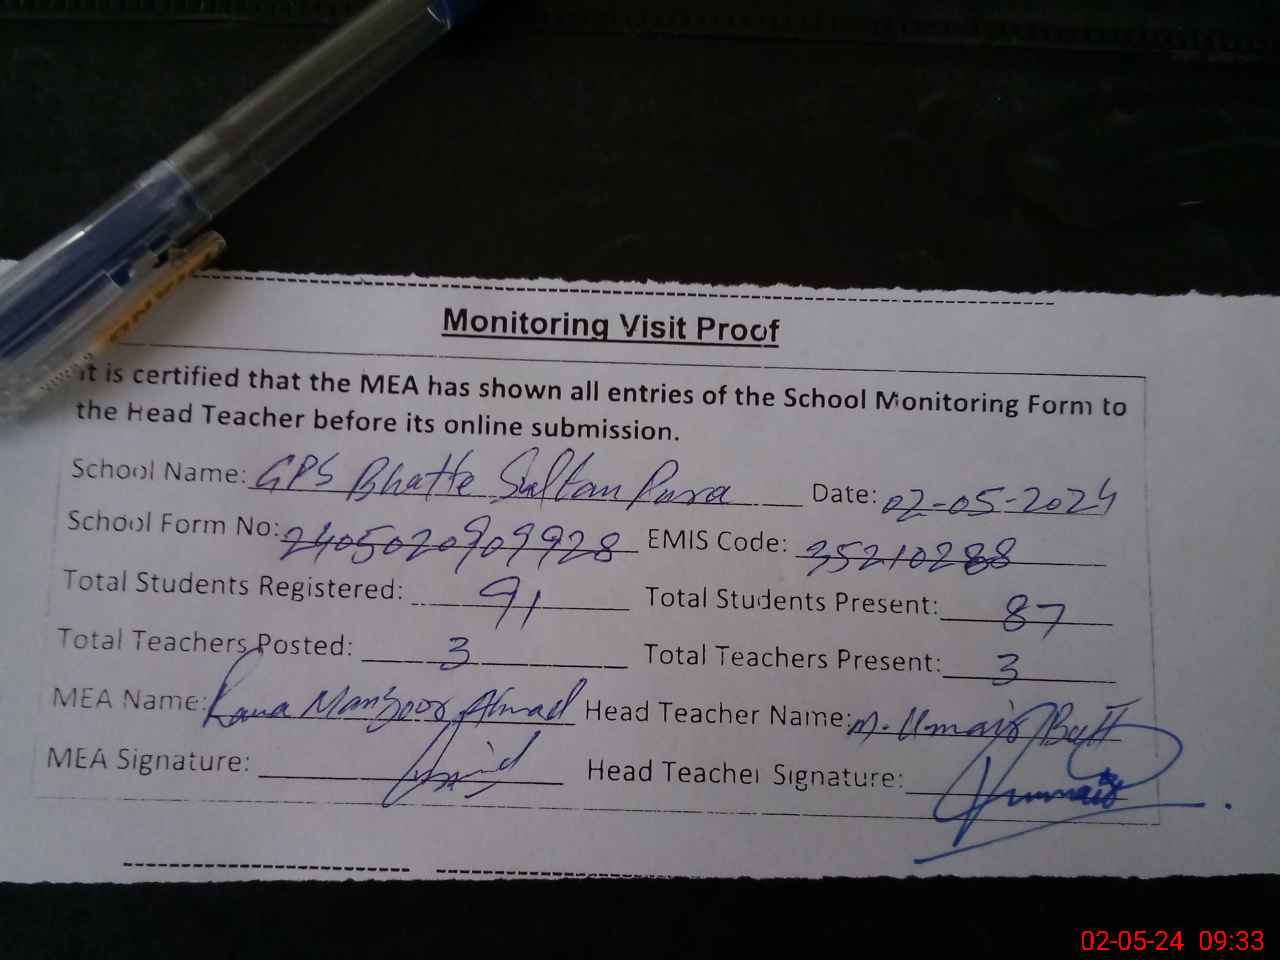 Monitoring Visit Proof
It is certified that the MEA has shown all entries of the School Monitoring Form to
the Head Teacher before its online submission.
School Name: GPS Bhatte Sultan Pura Date: 02-05-2024
School Form No: 2405020909928 EMIS Code: 35210288
Total Students Registered: 91 Total Students Present: 87
Total Teachers Posted: 3 Total Teachers Present: 3
MEA Name: Rana Manzoor Ahmad Head Teacher Name: M. Umair Butt
MEA Signature: Head Teacher Signature:
02-05-24 09:33